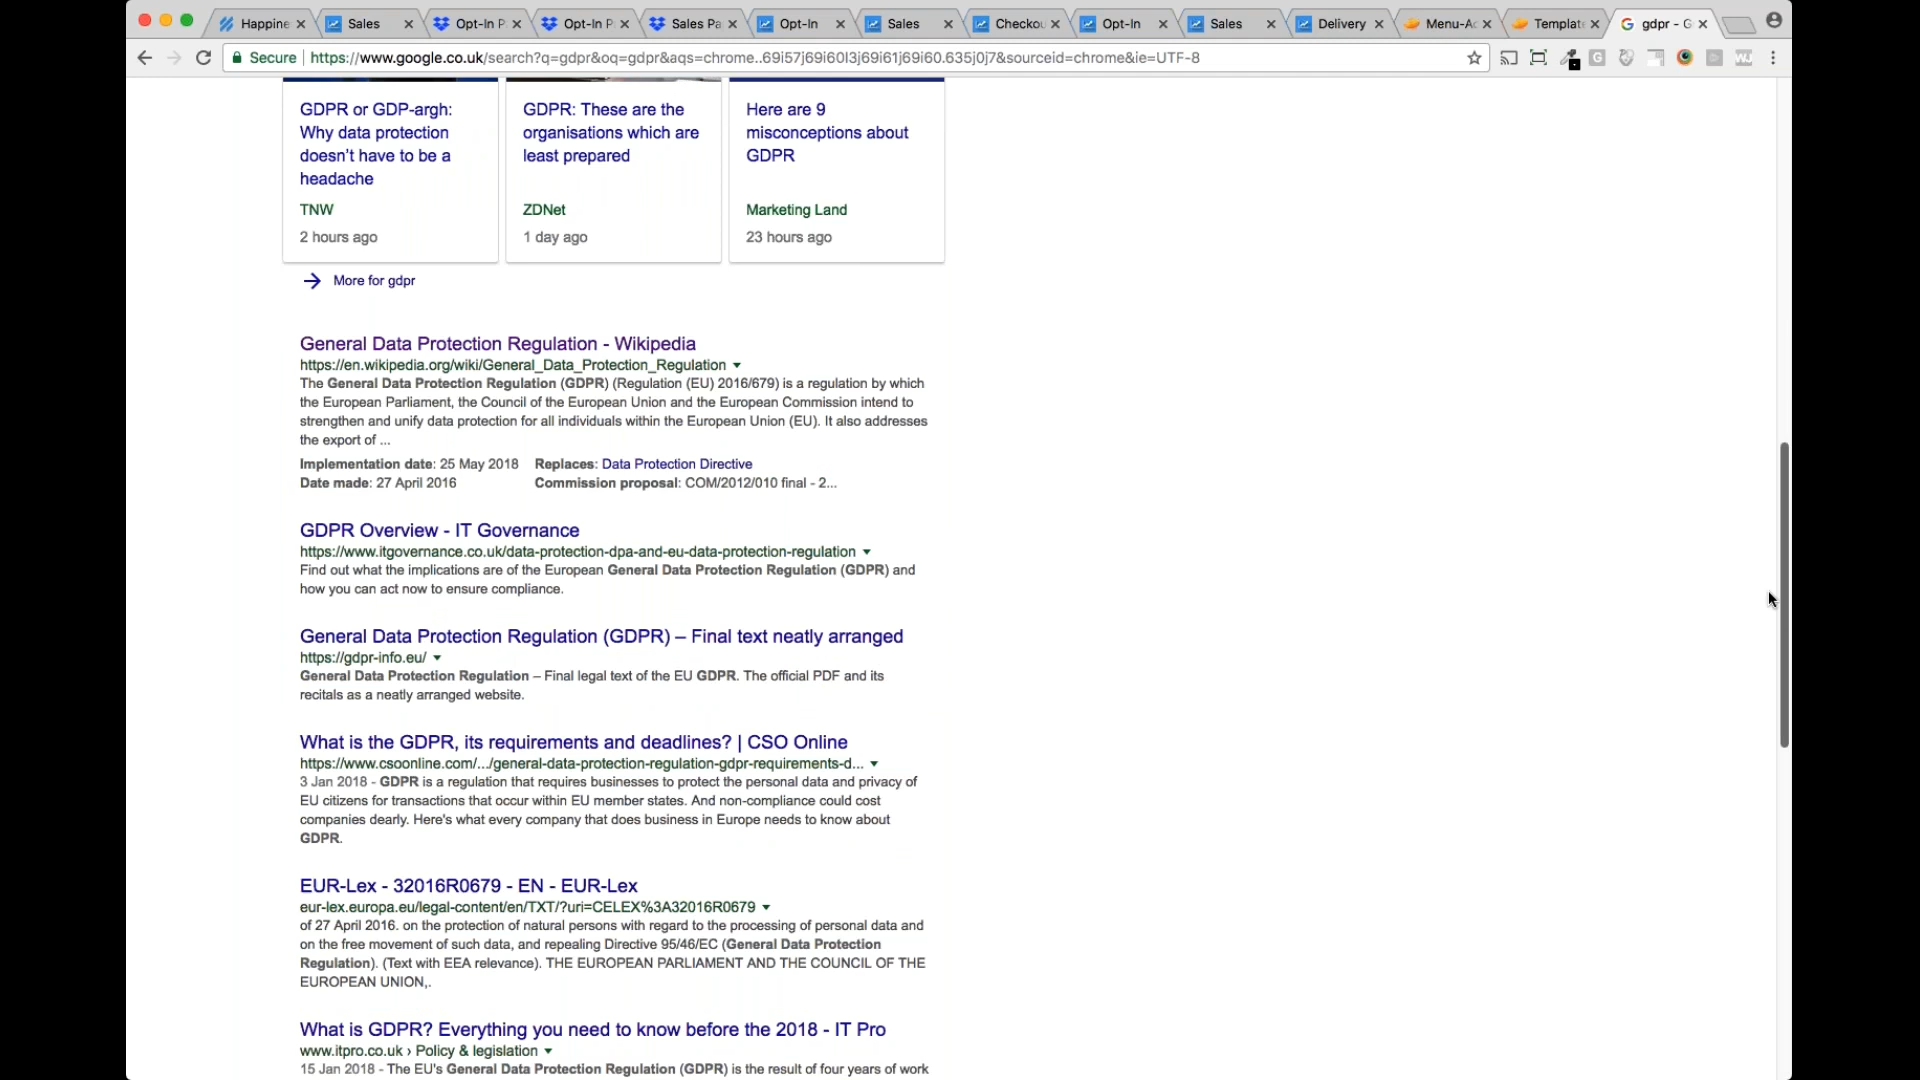 Happine
Sales
Opt-In P
Opt-In P
Sales Pa
Opt-In
Sales
Checkou
Opt-In
Sales
Delivery
Menu-Ac
Template
gdpr - G
Secure
https://www.google.co.uk/search?q=gdpr&oq=gdpr&aqs=chrome..69i57j69i60l3j69i61j69i60.635j0j7&sourceid=chrome&ie=UTF-8
GDPR or GDP-argh:
Why data protection
doesn't have to be a
headache
TNW
2 hours ago
GDPR: These are the
organisations which are
least prepared
ZDNet
1 day ago
Here are 9
misconceptions about
GDPR
Marketing Land
23 hours ago
More for gdpr
General Data Protection Regulation - Wikipedia
https://en.wikipedia.org/wiki/General_Data_Protection_Regulation
The General Data Protection Regulation (GDPR) (Regulation (EU) 2016/679) is a regulation by which
the European Parliament, the Council of the European Union and the European Commission intend to
strengthen and unify data protection for all individuals within the European Union (EU). It also addresses
the export of ...
Implementation date: 25 May 2018 Replaces: Data Protection Directive
Date made: 27 April 2016 Commission proposal: COM/2012/010 final - 2...
GDPR Overview - IT Governance
https://www.itgovernance.co.uk/data-protection-dpa-and-eu-data-protection-regulation
Find out what the implications are of the European General Data Protection Regulation (GDPR) and
how you can act now to ensure compliance.
General Data Protection Regulation (GDPR) – Final text neatly arranged
https://gdpr-info.eu/
General Data Protection Regulation – Final legal text of the EU GDPR. The official PDF and its
recitals as a neatly arranged website.
What is the GDPR, its requirements and deadlines? | CSO Online
https://www.csoonline.com/.../general-data-protection-regulation-gdpr-requirements-d...
3 Jan 2018 - GDPR is a regulation that requires businesses to protect the personal data and privacy of
EU citizens for transactions that occur within EU member states. And non-compliance could cost
companies dearly. Here's what every company that does business in Europe needs to know about
GDPR.
EUR-Lex - 32016R0679 - EN - EUR-Lex
eur-lex.europa.eu/legal-content/en/TXT/?uri=CELEX%3A32016R0679
of 27 April 2016. on the protection of natural persons with regard to the processing of personal data and
on the free movement of such data, and repealing Directive 95/46/EC (General Data Protection
Regulation). (Text with EEA relevance). THE EUROPEAN PARLIAMENT AND THE COUNCIL OF THE
EUROPEAN UNION,.
What is GDPR? Everything you need to know before the 2018 - IT Pro
www.itpro.co.uk › Policy & legislation
15 Jan 2018 - The EU's General Data Protection Regulation (GDPR) is the result of four years of work